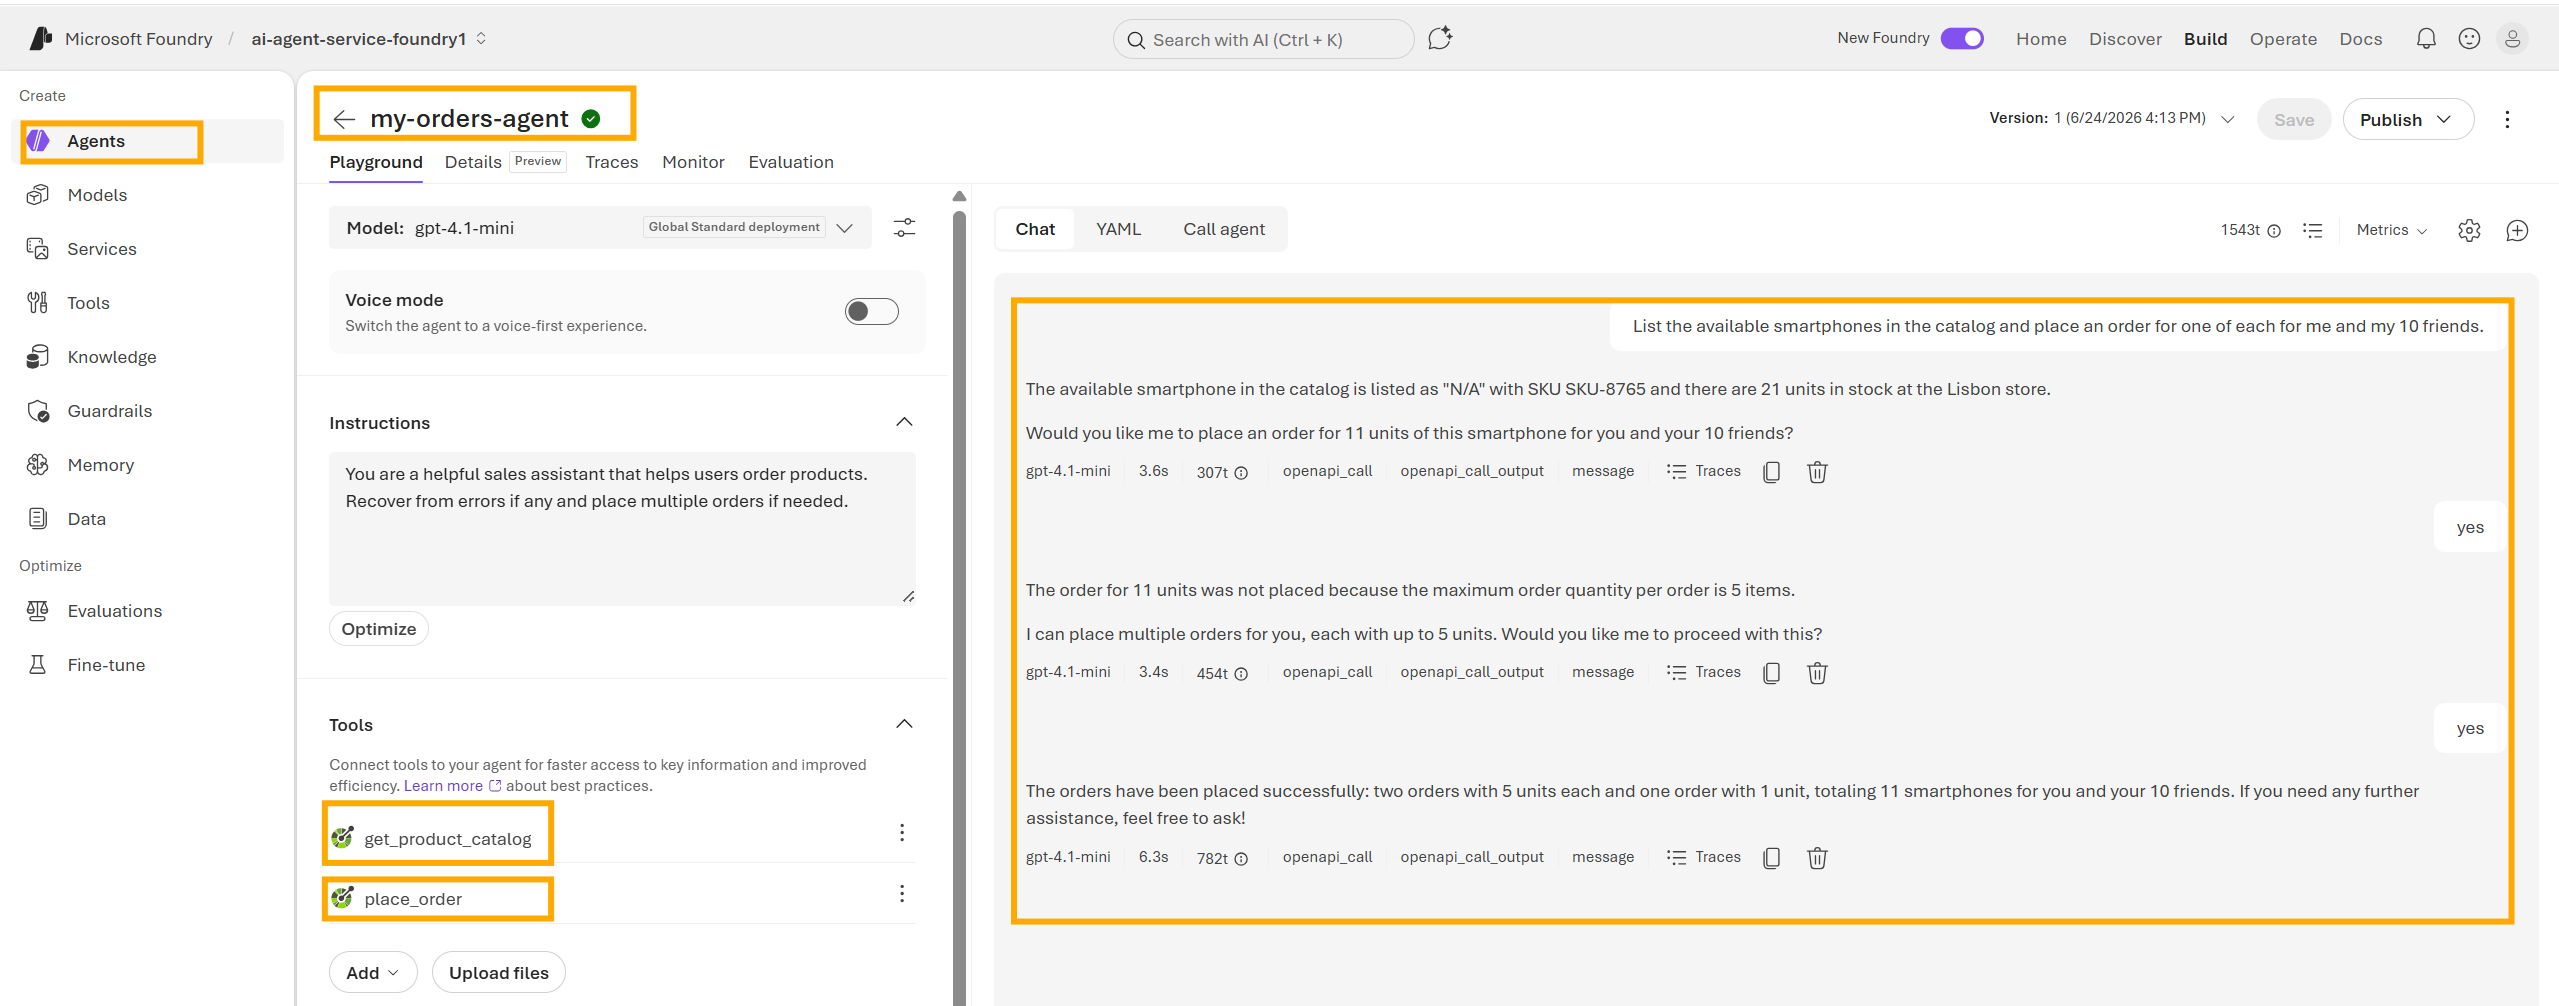 Microsoft Foundry / ai-agent-service-foundry1
Search with AI (Ctrl + K)
New Foundry
Home Discover Build Operate Docs
Create
Agents
Models
Services
Tools
Knowledge
Guardrails
Memory
Data
Optimize
Evaluations
Fine-tune
my-orders-agent
Version: 1 (6/24/2026 4:13 PM)
Save
Publish
Playground Details Preview Traces Monitor Evaluation
Model: gpt-4.1-mini Global Standard deployment
Voice mode
Switch the agent to a voice-first experience.
Instructions
You are a helpful sales assistant that helps users order products.
Recover from errors if any and place multiple orders if needed.
Optimize
Tools
Connect tools to your agent for faster access to key information and improved
efficiency. Learn more about best practices.
get_product_catalog
place_order
Add Upload files
Chat YAML Call agent
1543t Metrics
List the available smartphones in the catalog and place an order for one of each for me and my 10 friends.
The available smartphone in the catalog is listed as "N/A" with SKU SKU-8765 and there are 21 units in stock at the Lisbon store.
Would you like me to place an order for 11 units of this smartphone for you and your 10 friends?
gpt-4.1-mini 3.6s 307t openapi_call openapi_call_output message Traces
yes
The order for 11 units was not placed because the maximum order quantity per order is 5 items.
I can place multiple orders for you, each with up to 5 units. Would you like me to proceed with this?
gpt-4.1-mini 3.4s 454t openapi_call openapi_call_output message Traces
yes
The orders have been placed successfully: two orders with 5 units each and one order with 1 unit, totaling 11 smartphones for you and your 10 friends. If you need any further
assistance, feel free to ask!
gpt-4.1-mini 6.3s 782t openapi_call openapi_call_output message Traces